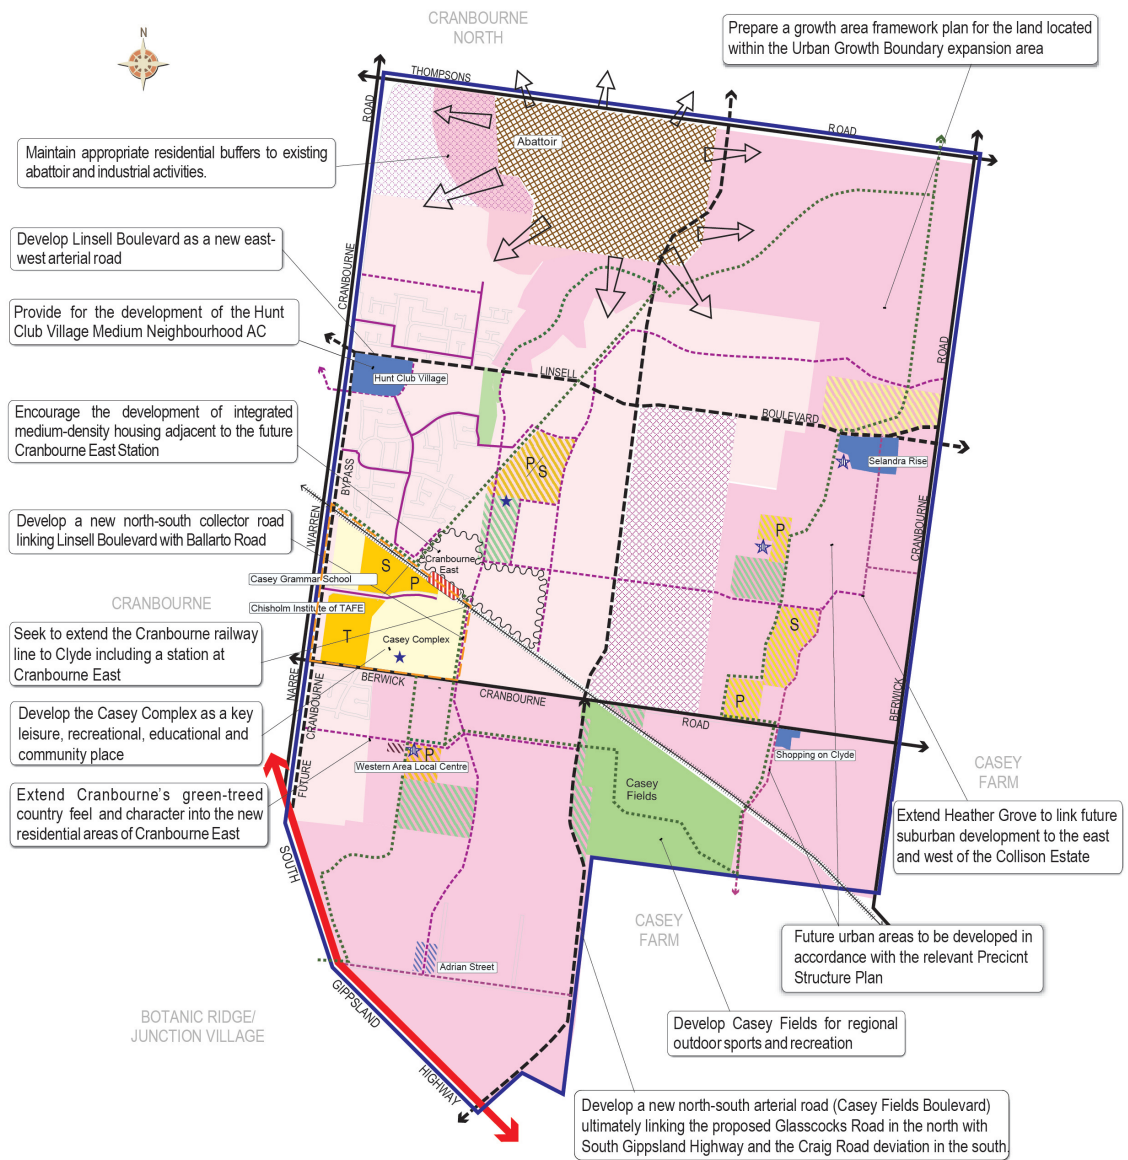 CRANBOURNE
NORTH
N
Prepare a growth area framework plan for the land located
within the Urban Growth Boundary expansion area
THOMPSONS
ROAD
ROAD
Abattoir
Maintain appropriate residential buffers to existing
abattoir and industrial activities.
Develop Linsell Boulevard as a new east-
west arterial road
CRANBOURNE
Provide for the development of the Hunt
Club Village Medium Neighbourhood AC
ROAD
LINSELL
Hunt Club Village
BOULEVARD
Encourage the development of integrated
medium-density housing adjacent to the future
Cranbourne East Station
P/S
Selandra Rise
BYPASS
Develop a new north-south collector road
linking Linsell Boulevard with Ballarto Road
WARREN
P
CRANBOURNE
Cranbourne
East
S
P
Casey Grammar School
CRANBOURNE
Chisholm Institute of TAFE
T
Casey Complex
S
Seek to extend the Cranbourne railway
line to Clyde including a station at
Cranbourne East
NARRE
BERWICK
CRANBOURNE
ROAD
P
BERWICK
CRANBOURNE
Develop the Casey Complex as a key
leisure, recreational, educational and
community place
FUTURE
P
Western Area Local Centre
Shopping on Clyde
CASEY
FARM
Casey
Fields
Extend Cranbourne's green-treed
country feel and character into the new
residential areas of Cranbourne East
Extend Heather Grove to link future
suburban development to the east
and west of the Collison Estate
SOUTH
CASEY
FARM
Future urban areas to be developed in
accordance with the relevant Precicnt
Structure Plan
Adrian Street
GIPPSLAND
BOTANIC RIDGE/
JUNCTION VILLAGE
Develop Casey Fields for regional
outdoor sports and recreation
HIGHWAY
Develop a new north-south arterial road (Casey Fields Boulevard)
ultimately linking the proposed Glasscocks Road in the north with
South Gippsland Highway and the Craig Road deviation in the south.